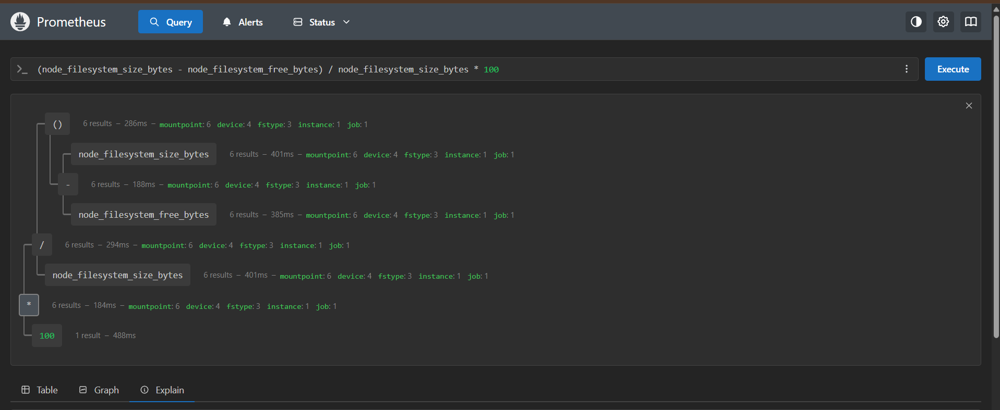 Prometheus Query Alerts Status
(node_filesystem_size_bytes - node_filesystem_free_bytes) / node_filesystem_size_bytes * 100 Execute
() 6 results – 286ms – mountpoint: 6 device: 4 fstype: 3 instance: 1 job: 1
node_filesystem_size_bytes 6 results – 401ms – mountpoint: 6 device: 4 fstype: 3 instance: 1 job: 1
- 6 results – 188ms – mountpoint: 6 device: 4 fstype: 3 instance: 1 job: 1
node_filesystem_free_bytes 6 results – 385ms – mountpoint: 6 device: 4 fstype: 3 instance: 1 job: 1
/ 6 results – 294ms – mountpoint: 6 device: 4 fstype: 3 instance: 1 job: 1
node_filesystem_size_bytes 6 results – 401ms – mountpoint: 6 device: 4 fstype: 3 instance: 1 job: 1
* 6 results – 184ms – mountpoint: 6 device: 4 fstype: 3 instance: 1 job: 1
100 1 result – 488ms
Table Graph Explain